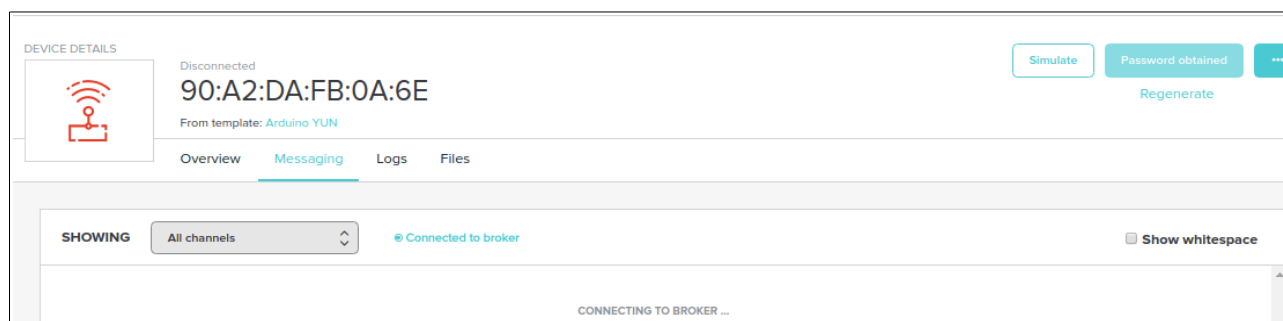 DEVICE DETAILS
Disconnected
90:A2:DA:FB:0A:6E
From template: Arduino YUN
Simulate
Password obtained
Regenerate
Overview Messaging Logs Files
SHOWING All channels Connected to broker Show whitespace
CONNECTING TO BROKER ...